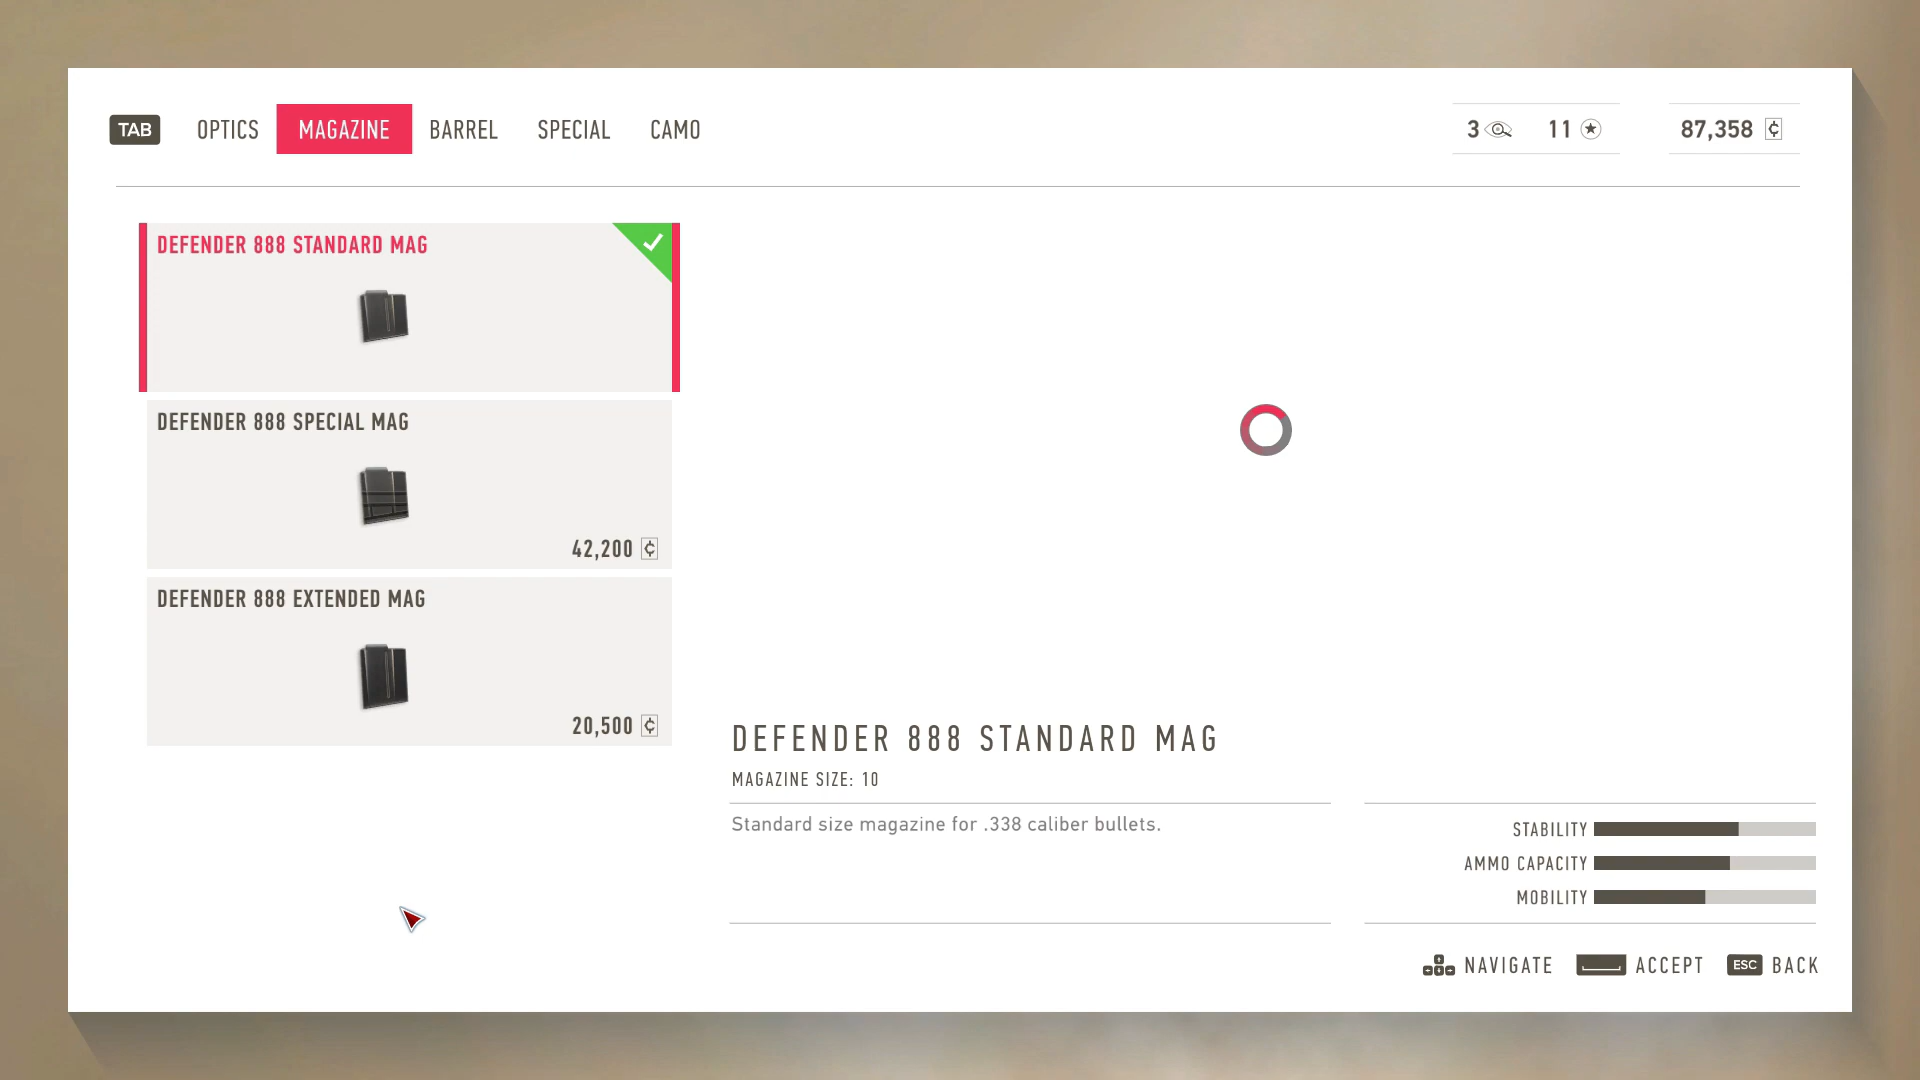 TAB OPTICS MAGAZINE BARREL SPECIAL CAMO 3 11 87,358
DEFENDER 888 STANDARD MAG
DEFENDER 888 SPECIAL MAG
42,200
DEFENDER 888 EXTENDED MAG
20,500
DEFENDER 888 STANDARD MAG
MAGAZINE SIZE: 10
Standard size magazine for .338 caliber bullets.
STABILITY
AMMO CAPACITY
MOBILITY
NAVIGATE ACCEPT ESC BACK